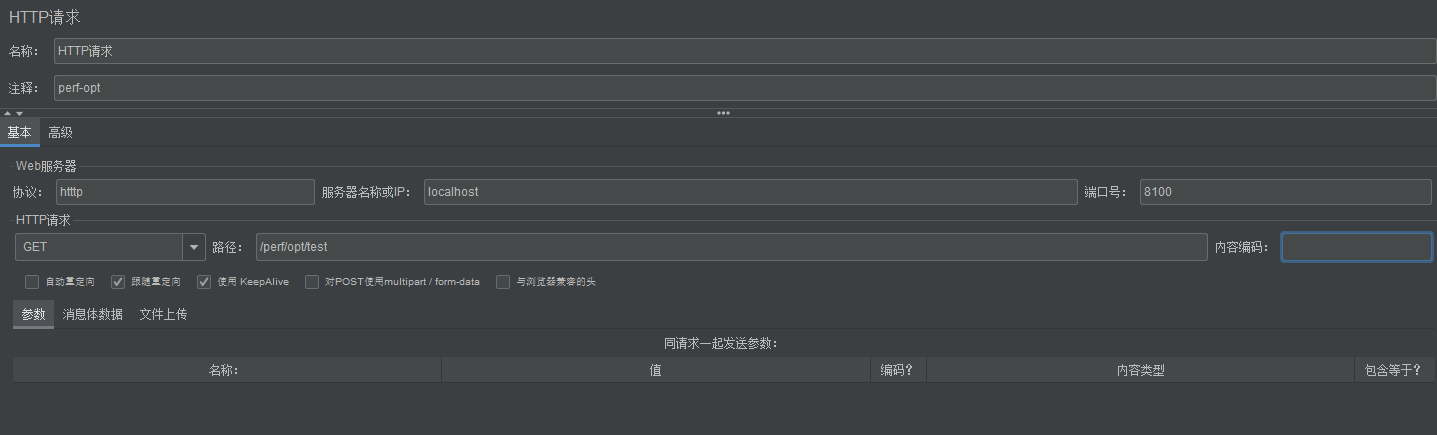 HTTP请求
名称： HTTP请求
注释： perf-opt
基本 高级
Web服务器
协议： htttp 服务器名称或IP： localhost 端口号： 8100
HTTP请求
GET 路径： /perf/opt/test 内容编码：
自动重定向 跟随重定向 使用 KeepAlive 对POST使用multipart / form-data 与浏览器兼容的头
参数 消息体数据 文件上传
同请求一起发送参数：
名称： 值 编码？ 内容类型 包含等于？